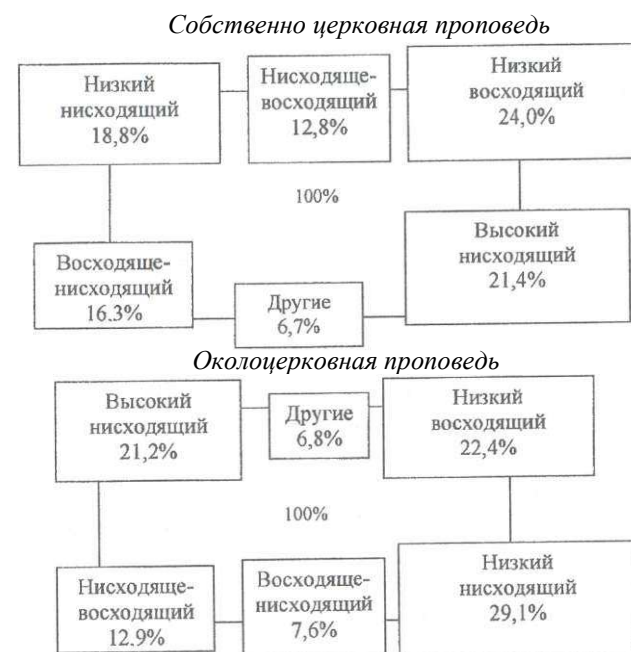 Собственно церковная проповедь
Низкий
нисходящий
18,8%
Нисходяще-
восходящий
12,8%
Низкий
восходящий
24,0%
100%
Восходяще-
нисходящий
16.3%
Другие
6,7%
Высокий
нисходящий
21,4%
Околоцерковная проповедь
Высокий
нисходящий
21,2%
Другие
6,8%
Низкий
восходящий
22,4%
100%
Нисходяще-
восходящий
12.9%
Восходяще-
нисходящий
7,6%
Низкий
нисходящий
29,1%